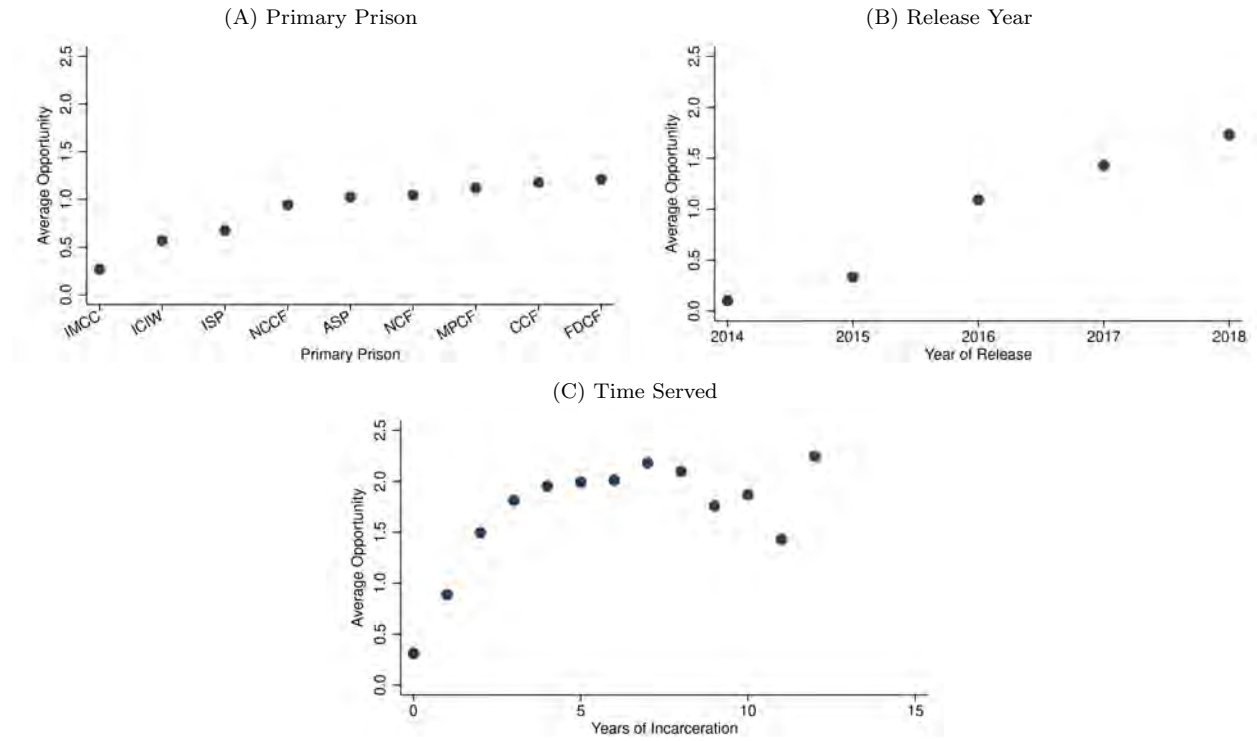 (A) Primary Prison
Average Opportunity
0.0 0.5 1.0 1.5 2.0 2.5
IMCC ICIW ISP NCCF ASP NCF MPCF CCF FDCF
Primary Prison
(B) Release Year
Average Opportunity
0.0 0.5 1.0 1.5 2.0 2.5
2014 2015 2016 2017 2018
Year of Release
(C) Time Served
Average Opportunity
0.0 0.5 1.0 1.5 2.0 2.5
0 5 10 15
Years of Incarceration